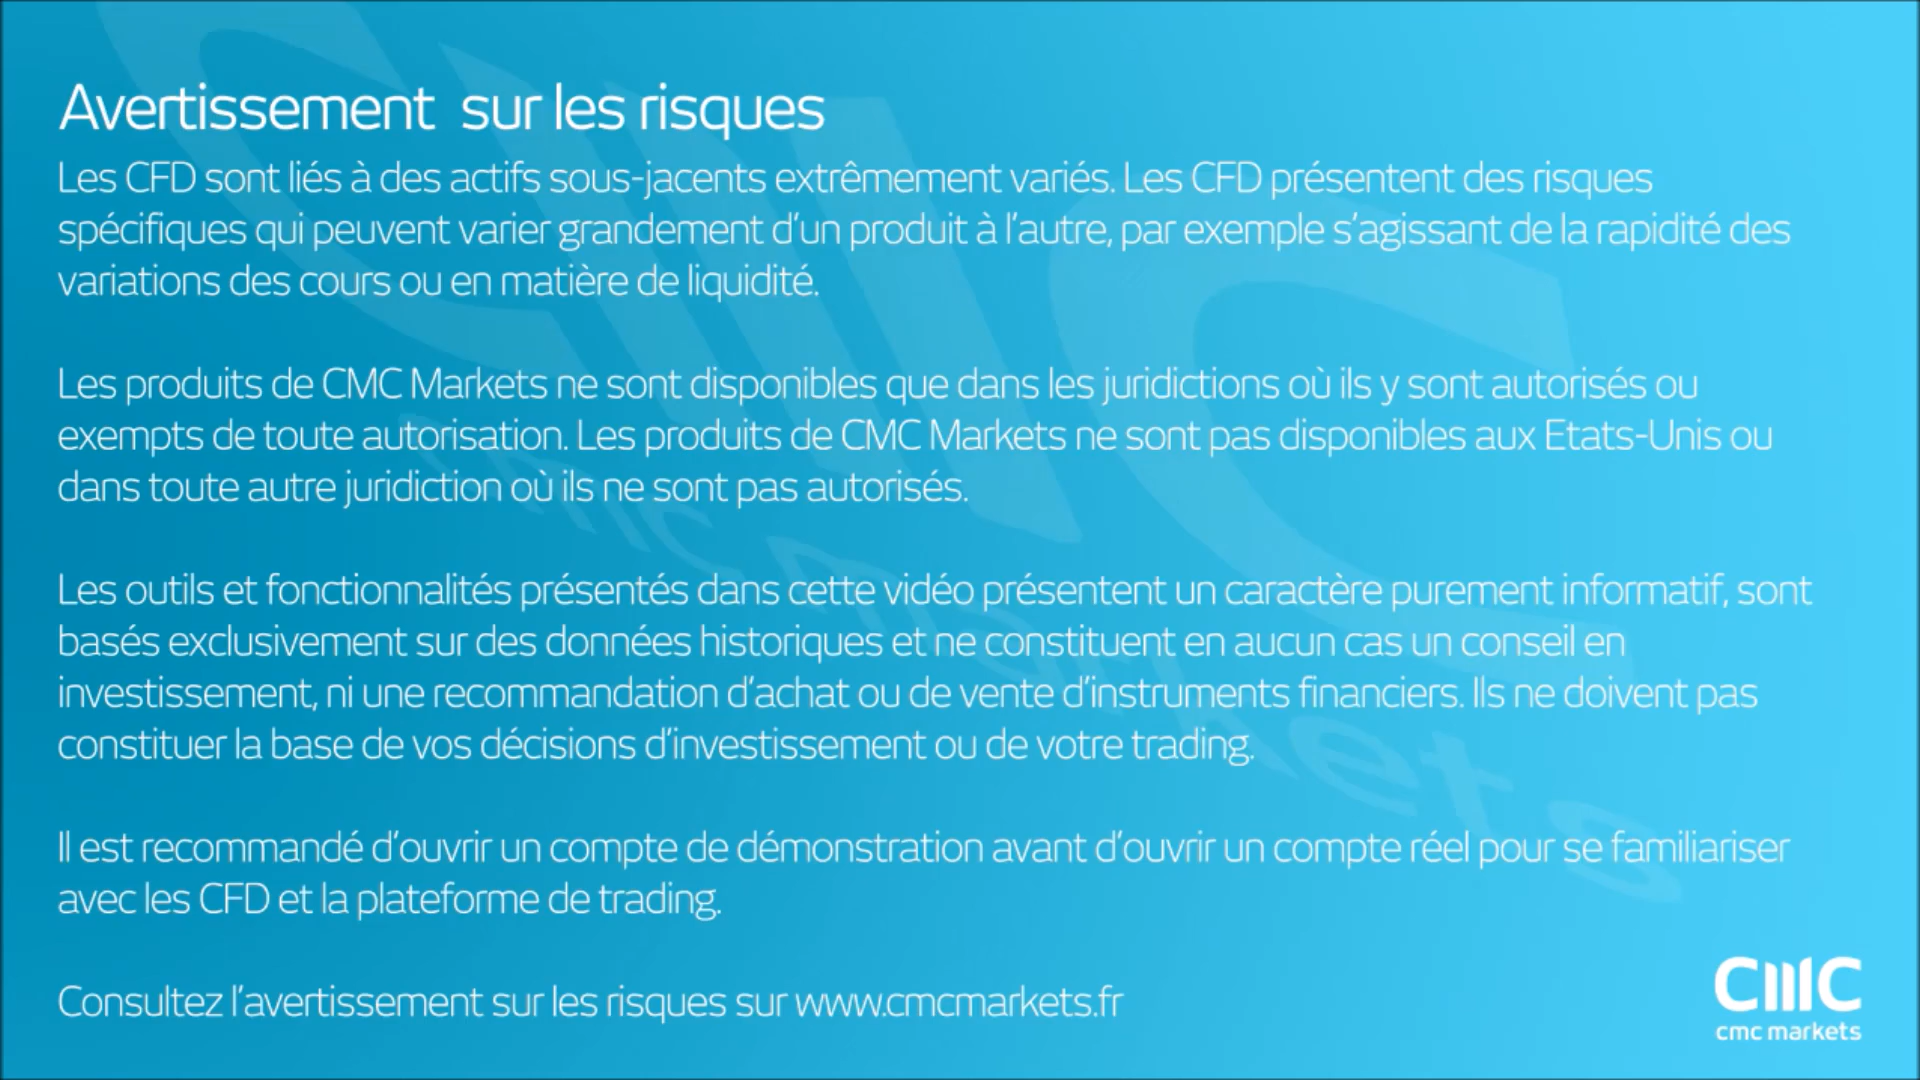 Avertissement sur les risques
Les CFD sont liés à des actifs sous-jacents extrêmement variés. Les CFD présentent des risques
spécifiques qui peuvent varier grandement d'un produit à l'autre, par exemple s'agissant de la rapidité des
variations des cours ou en matière de liquidité.
Les produits de CMC Markets ne sont disponibles que dans les juridictions où ils y sont autorisés ou
exempts de toute autorisation. Les produits de CMC Markets ne sont pas disponibles aux Etats-Unis ou
dans toute autre juridiction où ils ne sont pas autorisés.
Les outils et fonctionnalités présentés dans cette vidéo présentent un caractère purement informatif, sont
basés exclusivement sur des données historiques et ne constituent en aucun cas un conseil en
investissement, ni une recommandation d'achat ou de vente d'instruments financiers. Ils ne doivent pas
constituer la base de vos décisions d'investissement ou de votre trading.
Il est recommandé d'ouvrir un compte de démonstration avant d'ouvrir un compte réel pour se familiariser
avec les CFD et la plateforme de trading.
Consultez l'avertissement sur les risques sur www.cmcmarkets.fr
CMC
cmc markets
CMC
cmc markets